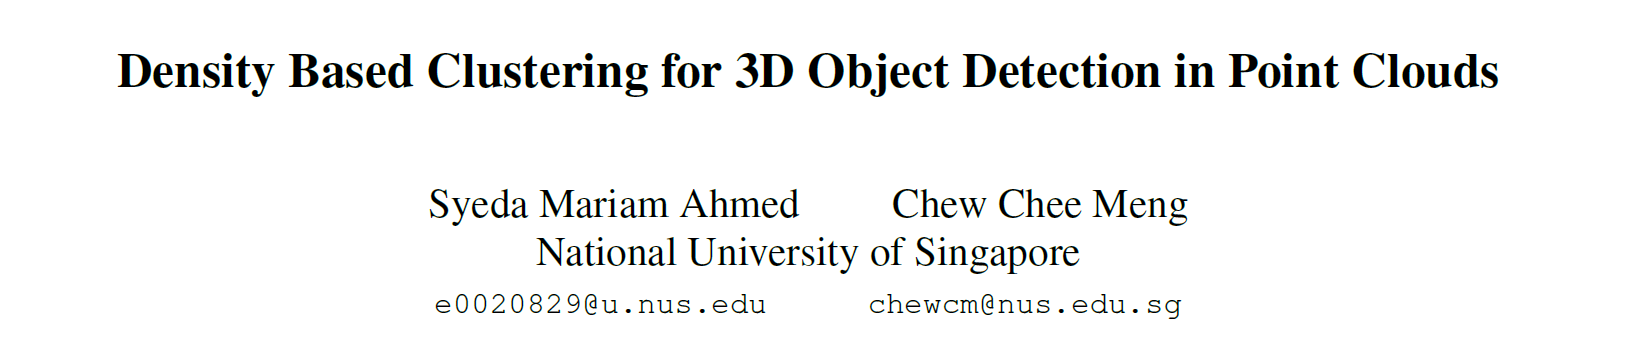 Density Based Clustering for 3D Object Detection in Point Clouds
Syeda Mariam Ahmed Chew Chee Meng
National University of Singapore
e0020829@u.nus.edu chewcm@nus.edu.sg